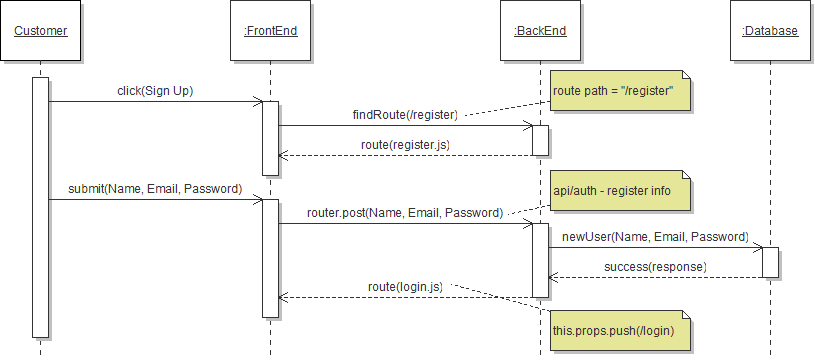 Customer
:FrontEnd
:BackEnd
:Database
click(Sign Up)
route path = "/register"
findRoute(/register)
route(register.js)
submit(Name, Email, Password)
api/auth - register info
router.post(Name, Email, Password)
newUser(Name, Email, Password)
success(response)
route(login.js)
this.props.push(/login)